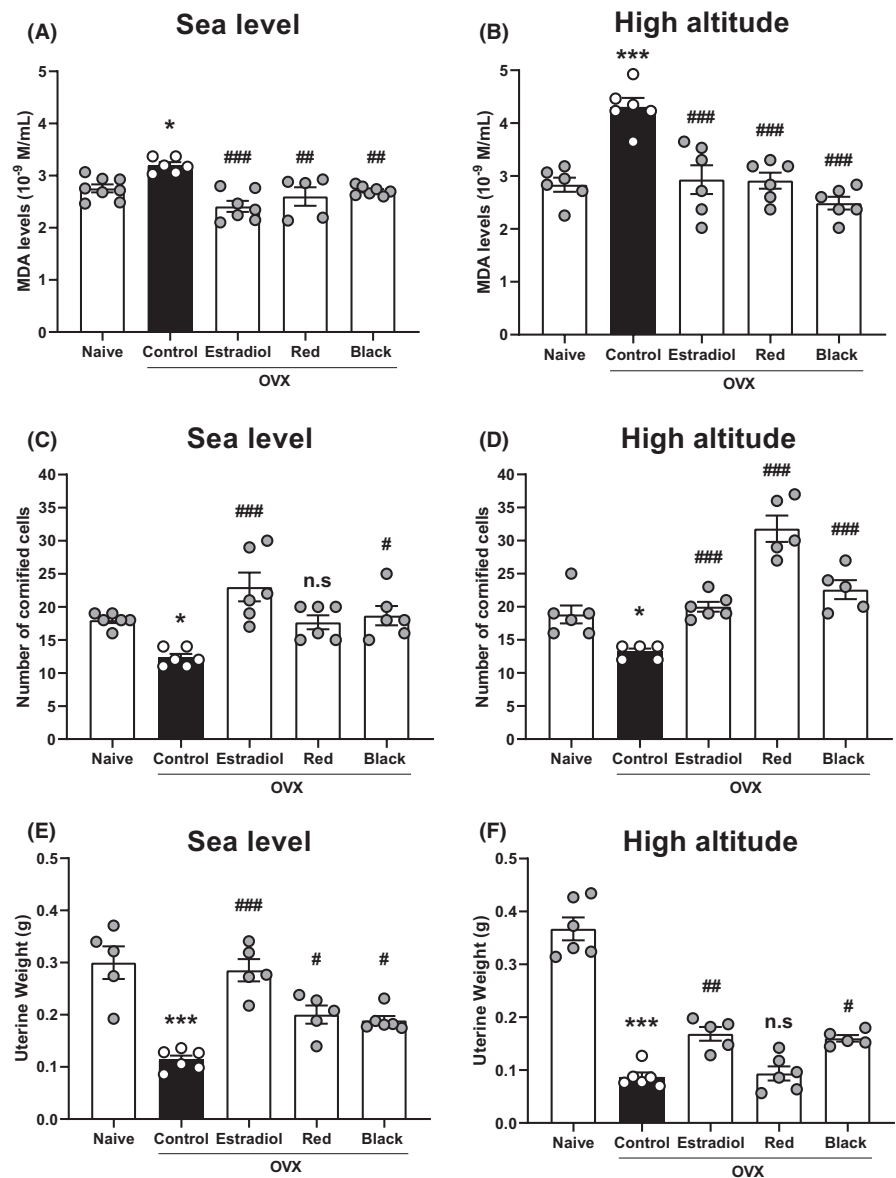 (A) Sea level
MDA levels (10⁻⁹ M/mL)
5
4
3
2
1
0
*
###
##
##
Naive Control Estradiol Red Black
OVX
(B) High altitude
MDA levels (10⁻⁹ M/mL)
5
4
3
2
1
0
***
###
###
###
Naive Control Estradiol Red Black
OVX
(C) Sea level
Number of cornified cells
40
35
30
25
20
15
10
5
0
*
###
n.s
#
Naive Control Estradiol Red Black
OVX
(D) High altitude
Number of cornified cells
40
35
30
25
20
15
10
5
0
*
###
###
###
Naive Control Estradiol Red Black
OVX
(E) Sea level
Uterine Weight (g)
0.5
0.4
0.3
0.2
0.1
0.0
***
###
#
#
Naive Control Estradiol Red Black
OVX
(F) High altitude
Uterine Weight (g)
0.5
0.4
0.3
0.2
0.1
0.0
***
##
n.s
#
Naive Control Estradiol Red Black
OVX